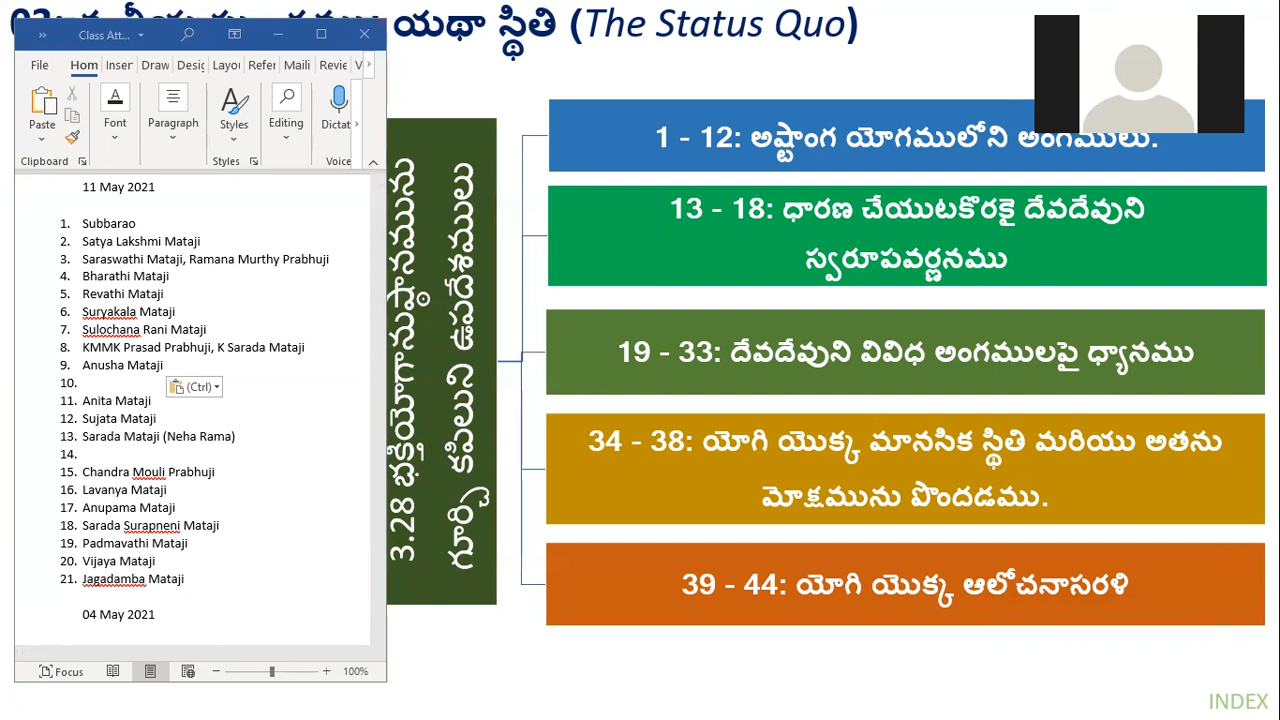 యథా స్థితి (The Status Quo)
Class Att...
File Hom Inser Draw Desig Layou Refer Maili Revie V
Paste Font Paragraph Styles Editing Dictat
Clipboard Styles Voice
11 May 2021
1. Subbarao
2. Satya Lakshmi Mataji
3. Saraswathi Mataji, Ramana Murthy Prabhuji
4. Bharathi Mataji
5. Revathi Mataji
6. Suryakala Mataji
7. Sulochana Rani Mataji
8. KMMK Prasad Prabhuji, K Sarada Mataji
9. Anusha Mataji
10.
(Ctrl)
11. Anita Mataji
12. Sujata Mataji
13. Sarada Mataji (Neha Rama)
14.
15. Chandra Mouli Prabhuji
16. Lavanya Mataji
17. Anupama Mataji
18. Sarada Surapneni Mataji
19. Padmavathi Mataji
20. Vijaya Mataji
21. Jagadamba Mataji
04 May 2021
Focus 100%
3.28 భక్తియోగానుష్ఠానమును
గూర్చి కపిలుని ఉపదేశములు
1 - 12: అష్టాంగ యోగములోని అంగములు.
13 - 18: ధారణ చేయుటకొరకై దేవదేవుని
స్వరూపవర్ణనము
19 - 33: దేవదేవుని వివిధ అంగములపై ధ్యానము
34 - 38: యోగి యొక్క మానసిక స్థితి మరియు అతను
మోక్షమును పొందడము.
39 - 44: యోగి యొక్క ఆలోచనాసరళి
INDEX